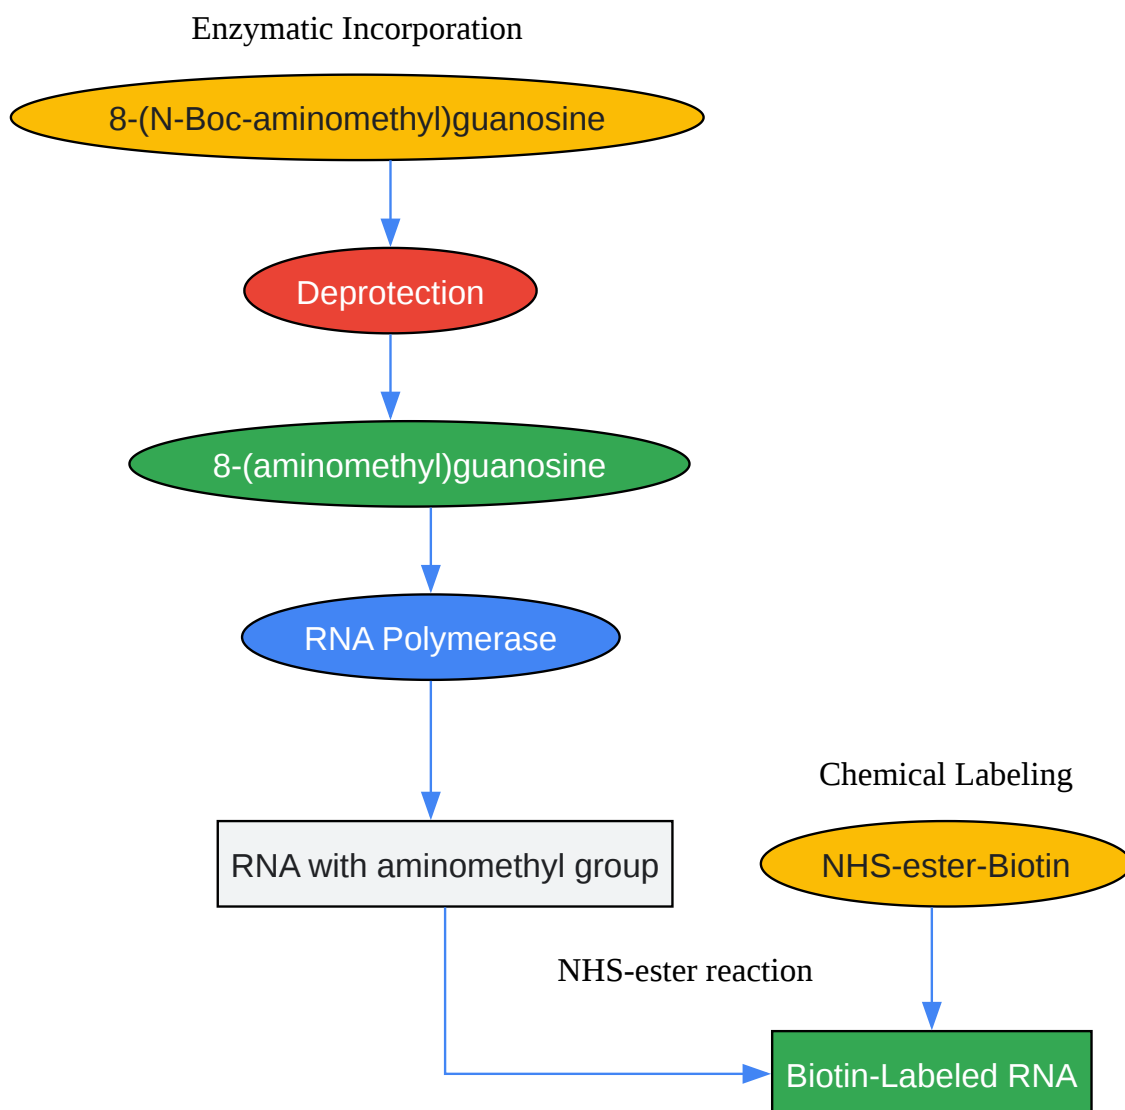 Enzymatic Incorporation
8-(N-Boc-aminomethyl)guanosine
Deprotection
8-(aminomethyl)guanosine
RNA Polymerase
Chemical Labeling
RNA with aminomethyl group
NHS-ester-Biotin
NHS-ester reaction
Biotin-Labeled RNA